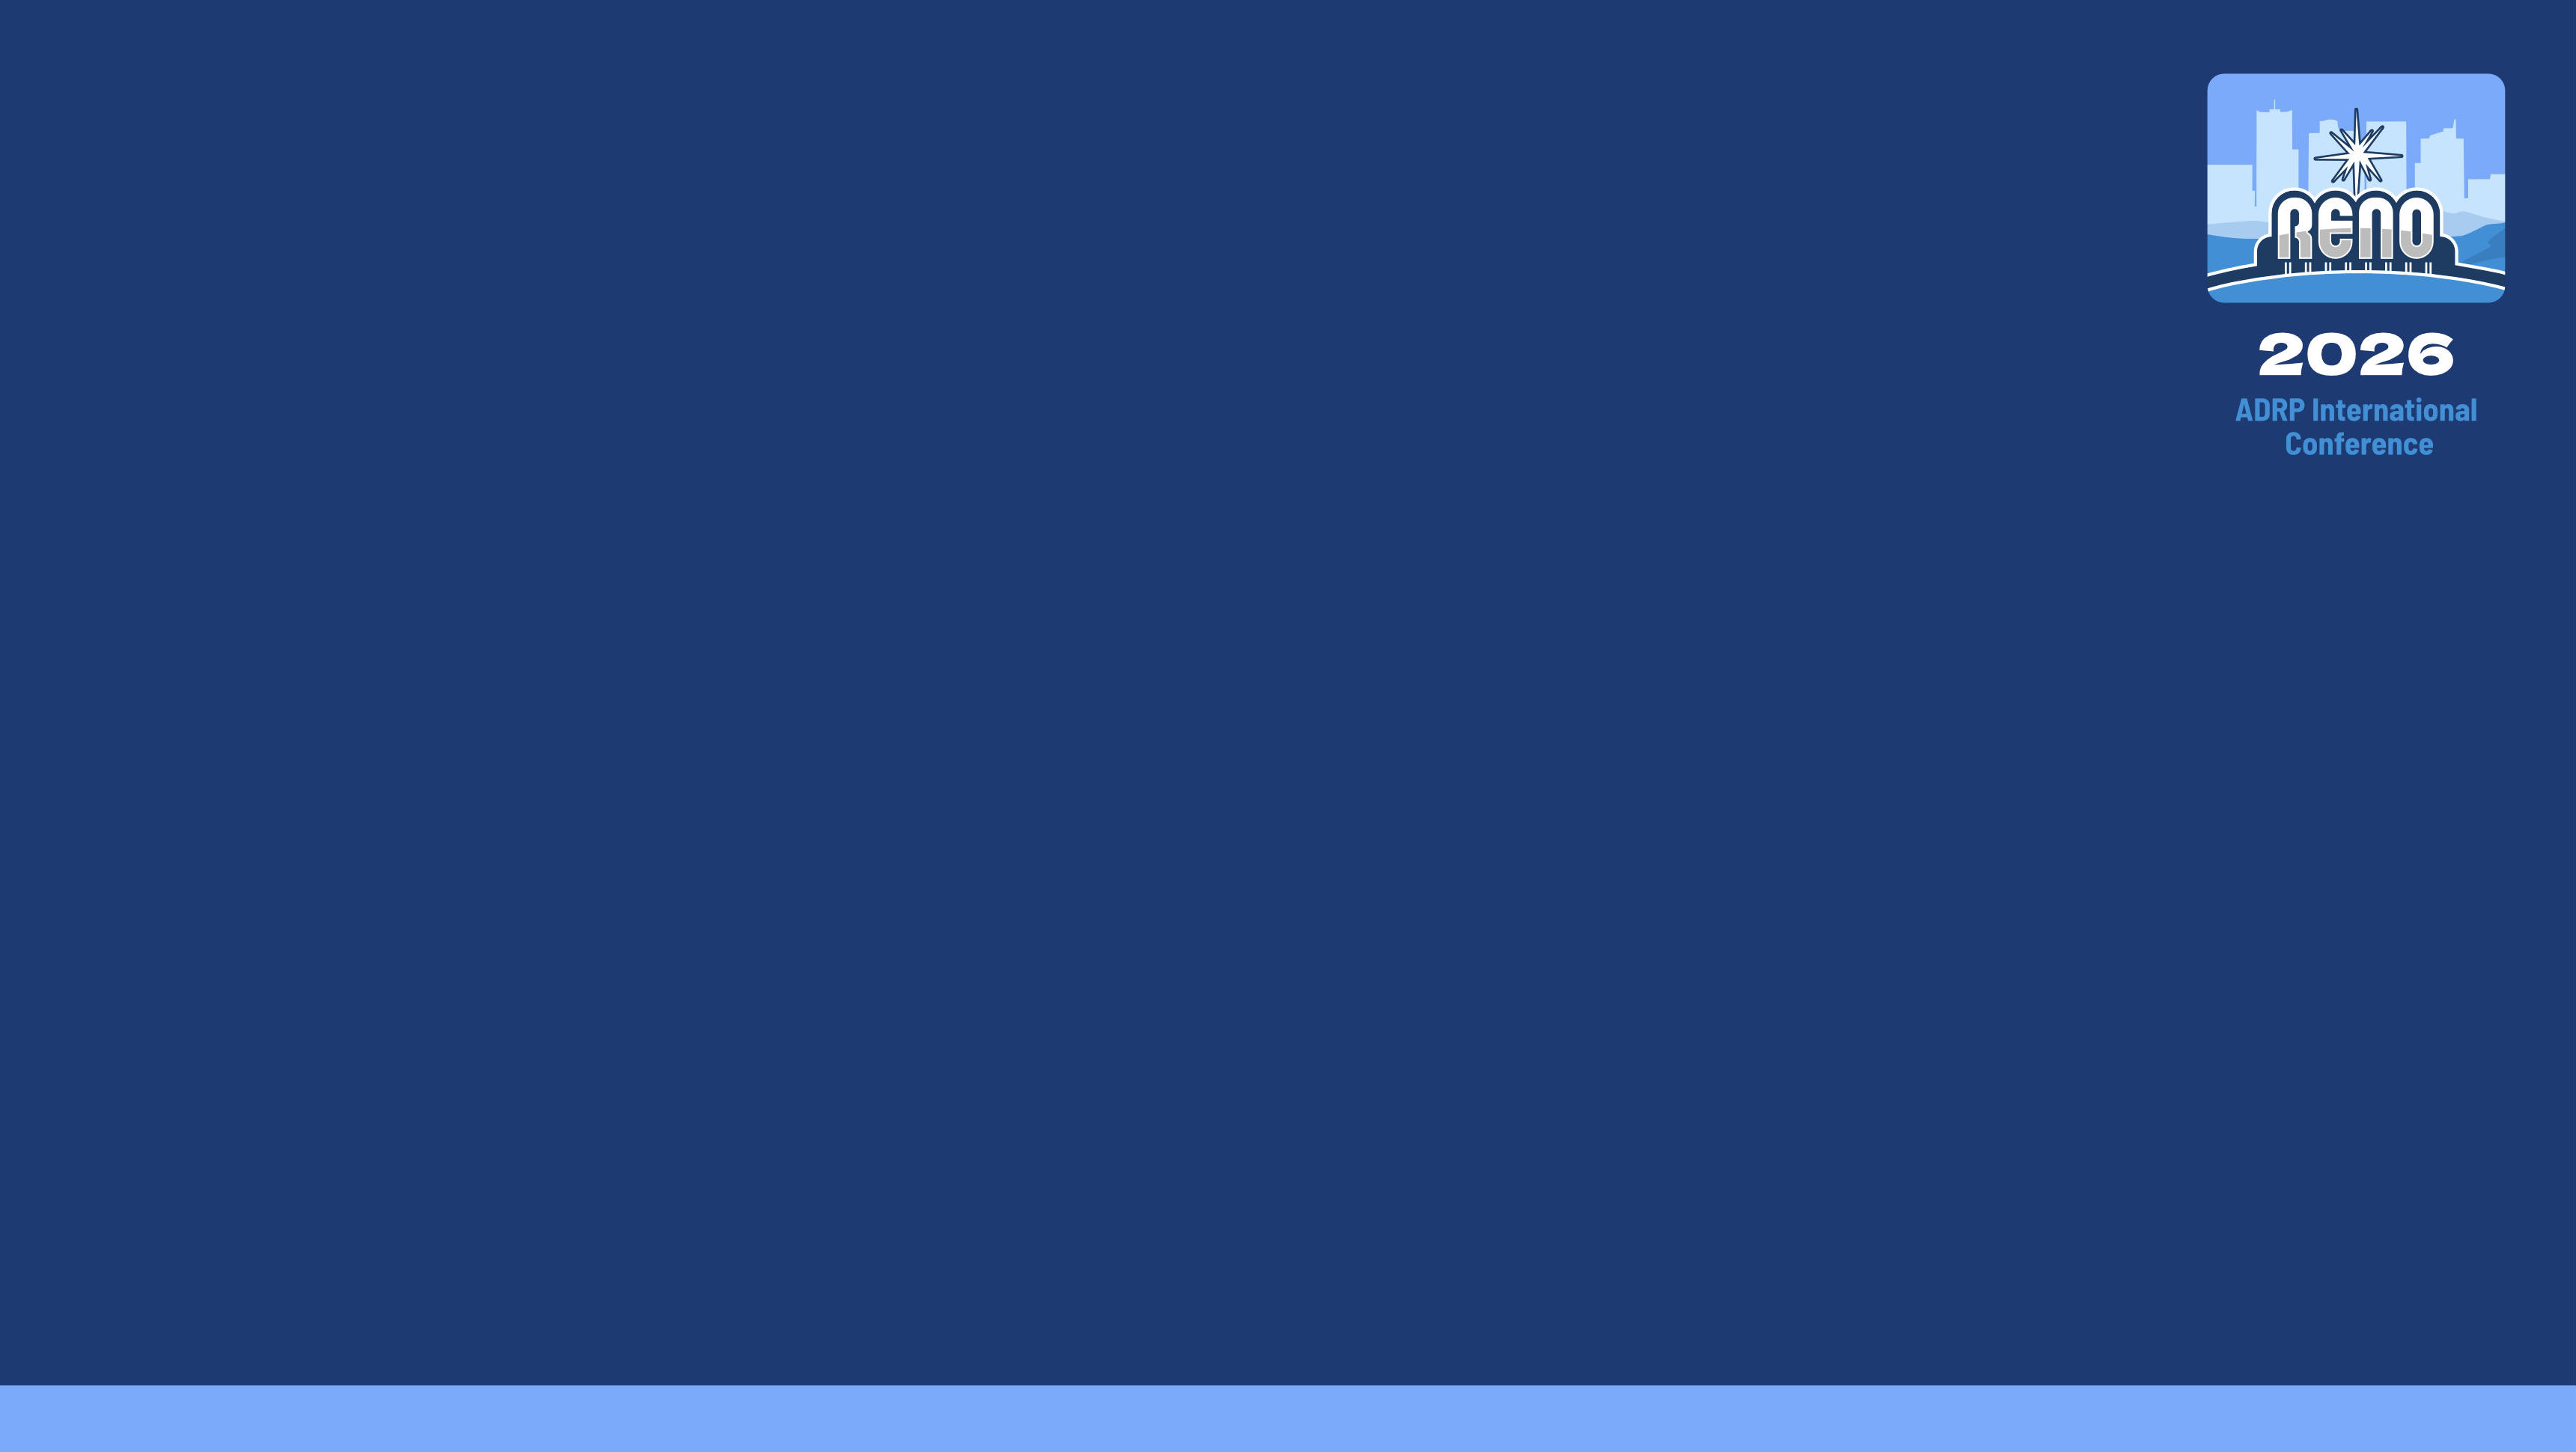 RENO
2026
ADRP International
Conference